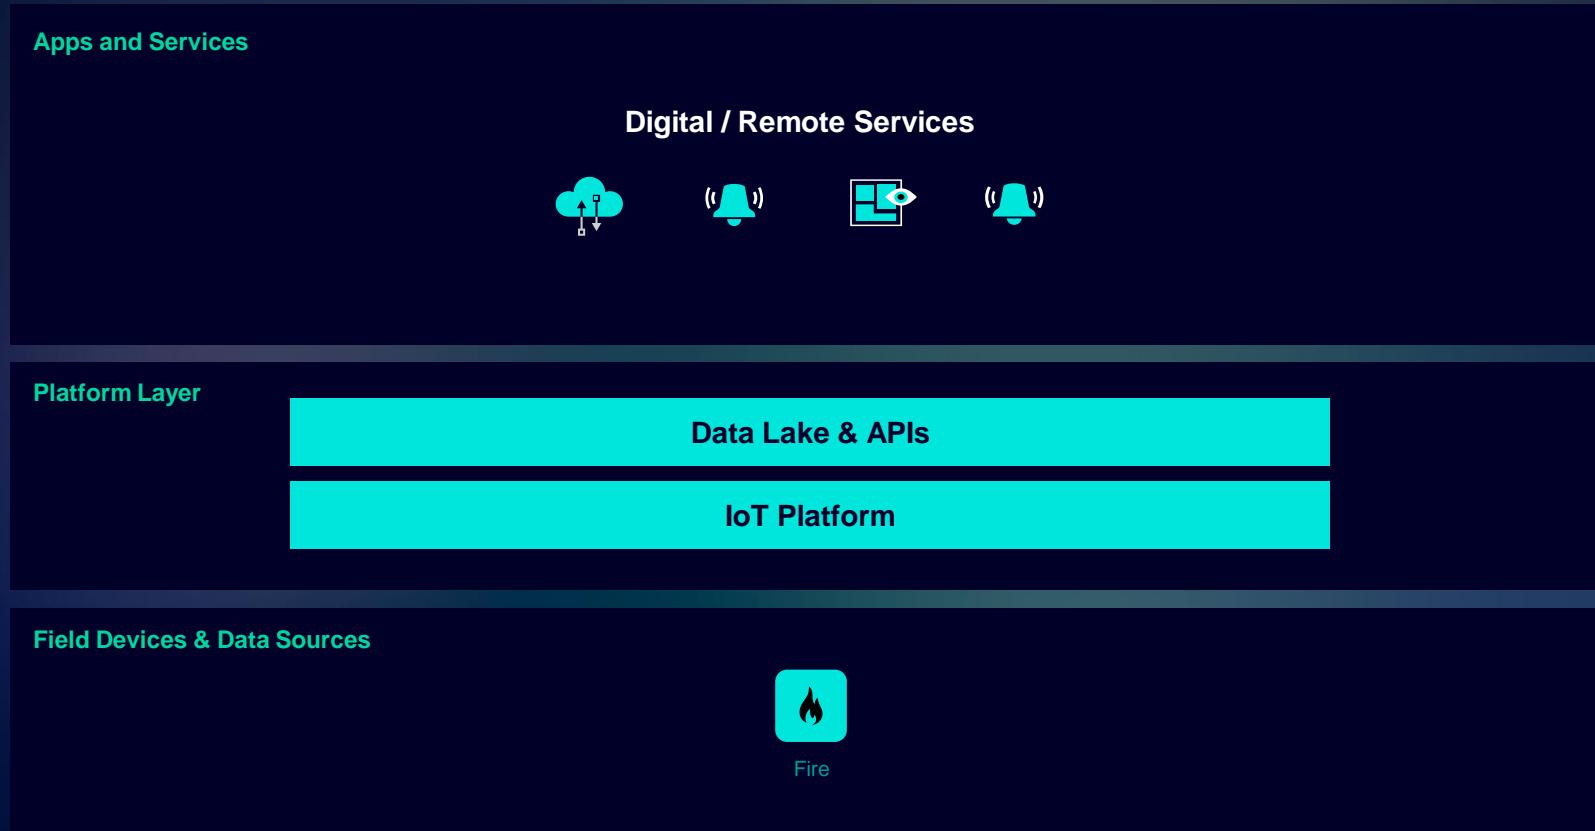 Apps and Services
Digital / Remote Services
Platform Layer
Data Lake & APIs
IoT Platform
Field Devices & Data Sources
Fire